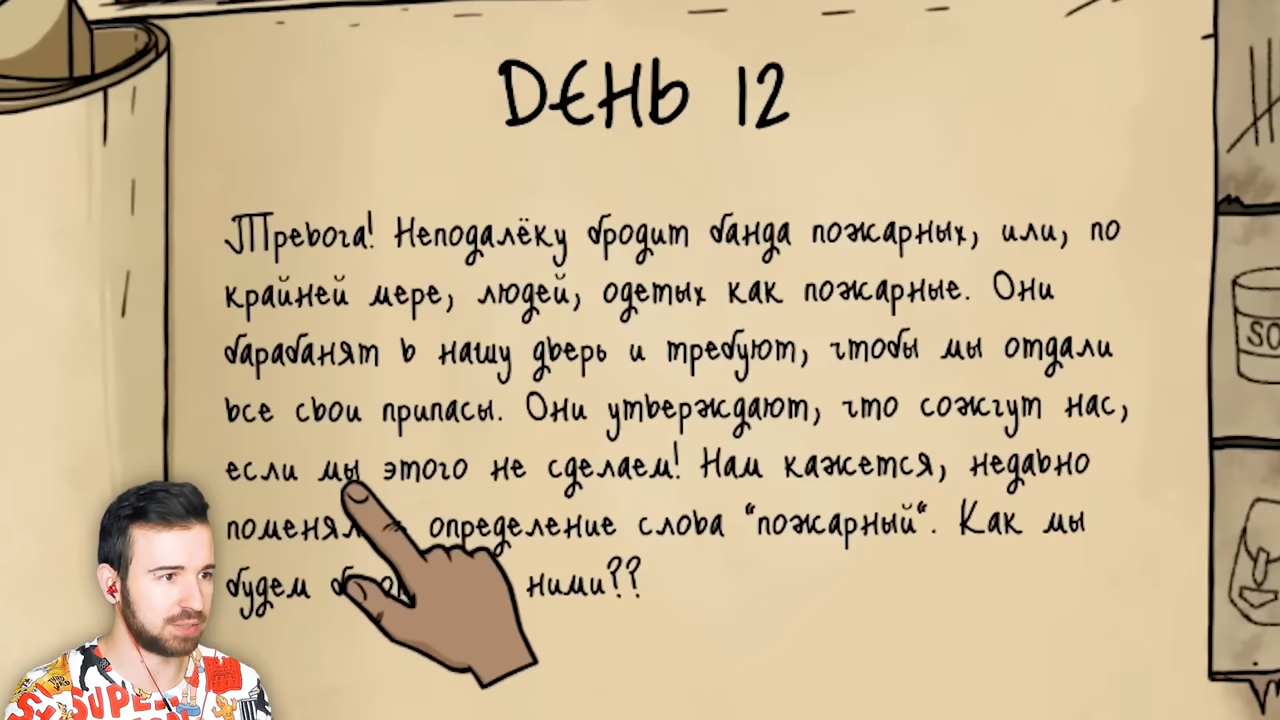 ДЕНЬ 12
Тревога! Неподалёку бродит банда пожарных, или, по
крайней мере, людей, одетых как пожарные. Они
барабанят в нашу дверь и требуют, чтобы мы отдали
все свои припасы. Они утверждают, что сожгут нас,
если мы этого не сделаем! Нам кажется, недавно
определение слова "пожарный". Как мы
будем ними??
SUPER